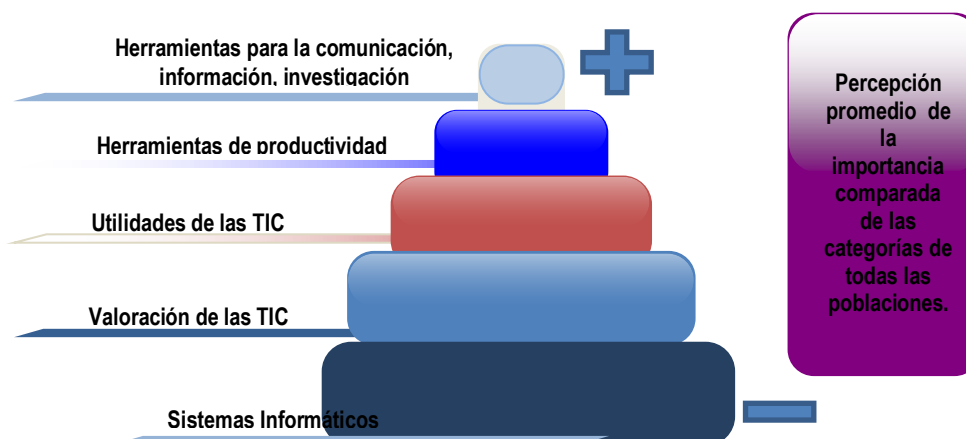 Herramientas para la comunicación,
información, investigación
Herramientas de productividad
Utilidades de las TIC
Valoración de las TIC
Sistemas Informáticos
Percepción
promedio de
la
importancia
comparada
de las
categorías de
todas las
poblaciones.